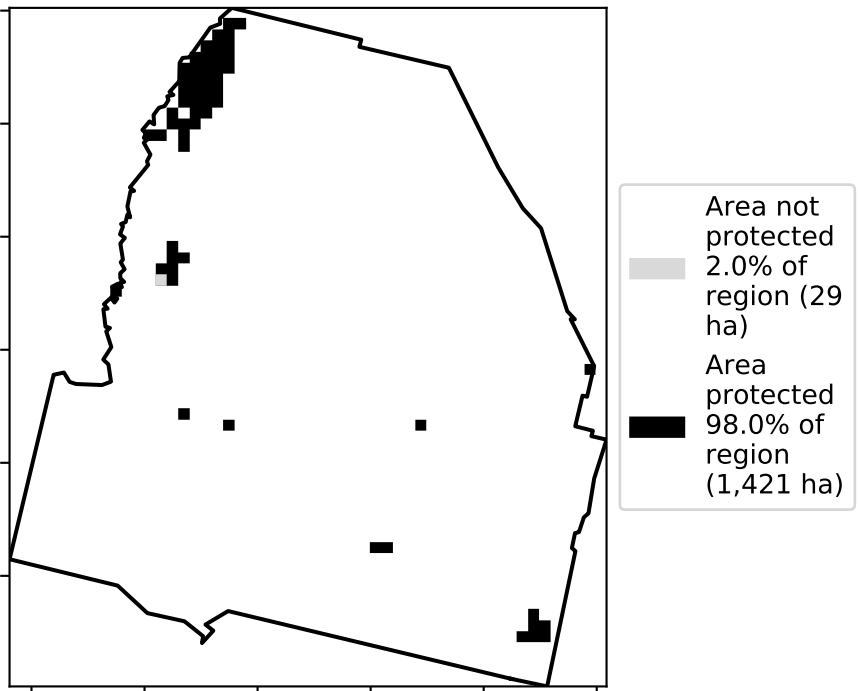 Area not
protected
2.0% of
region (29
ha)
Area
protected
98.0% of
region
(1,421 ha)